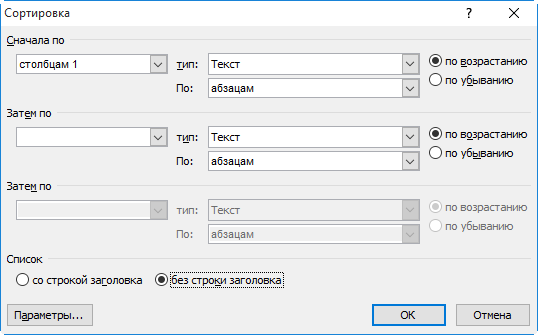 Сортировка
Сначала по
столбцам 1 тип: Текст по возрастанию
По: абзацам по убыванию
Затем по
тип: Текст по возрастанию
По: абзацам по убыванию
Затем по
тип: Текст по возрастанию
По: абзацам по убыванию
Список
со строкой заголовка без строки заголовка
Параметры... ОК Отмена